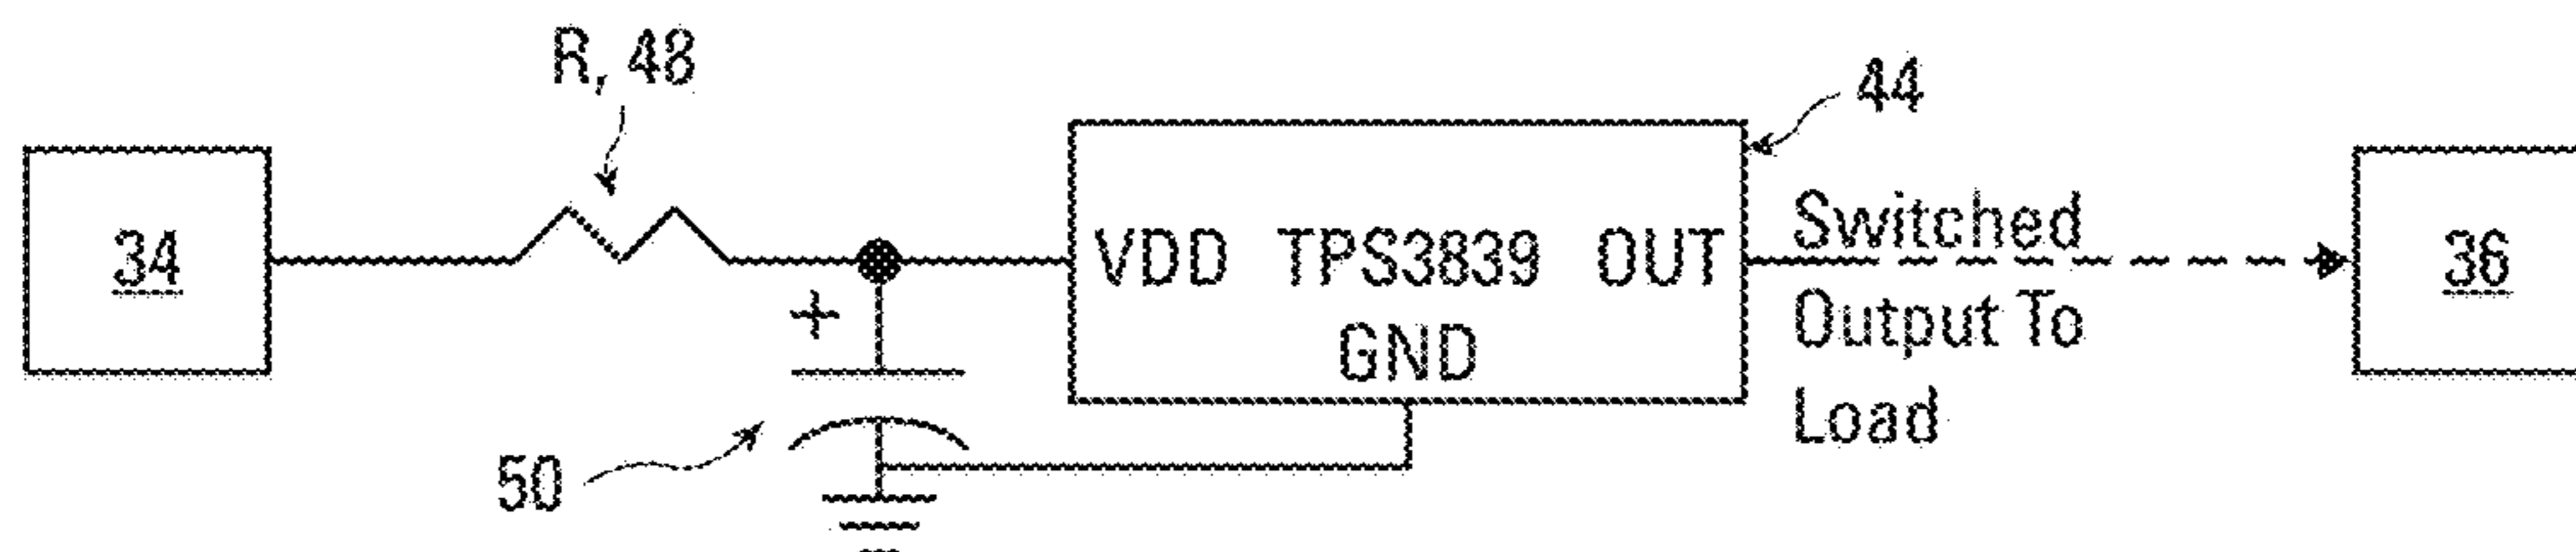 R, 48
44
34
VDD TPS3839 OUT
GND
+
Switched
Output To
Load
36
50